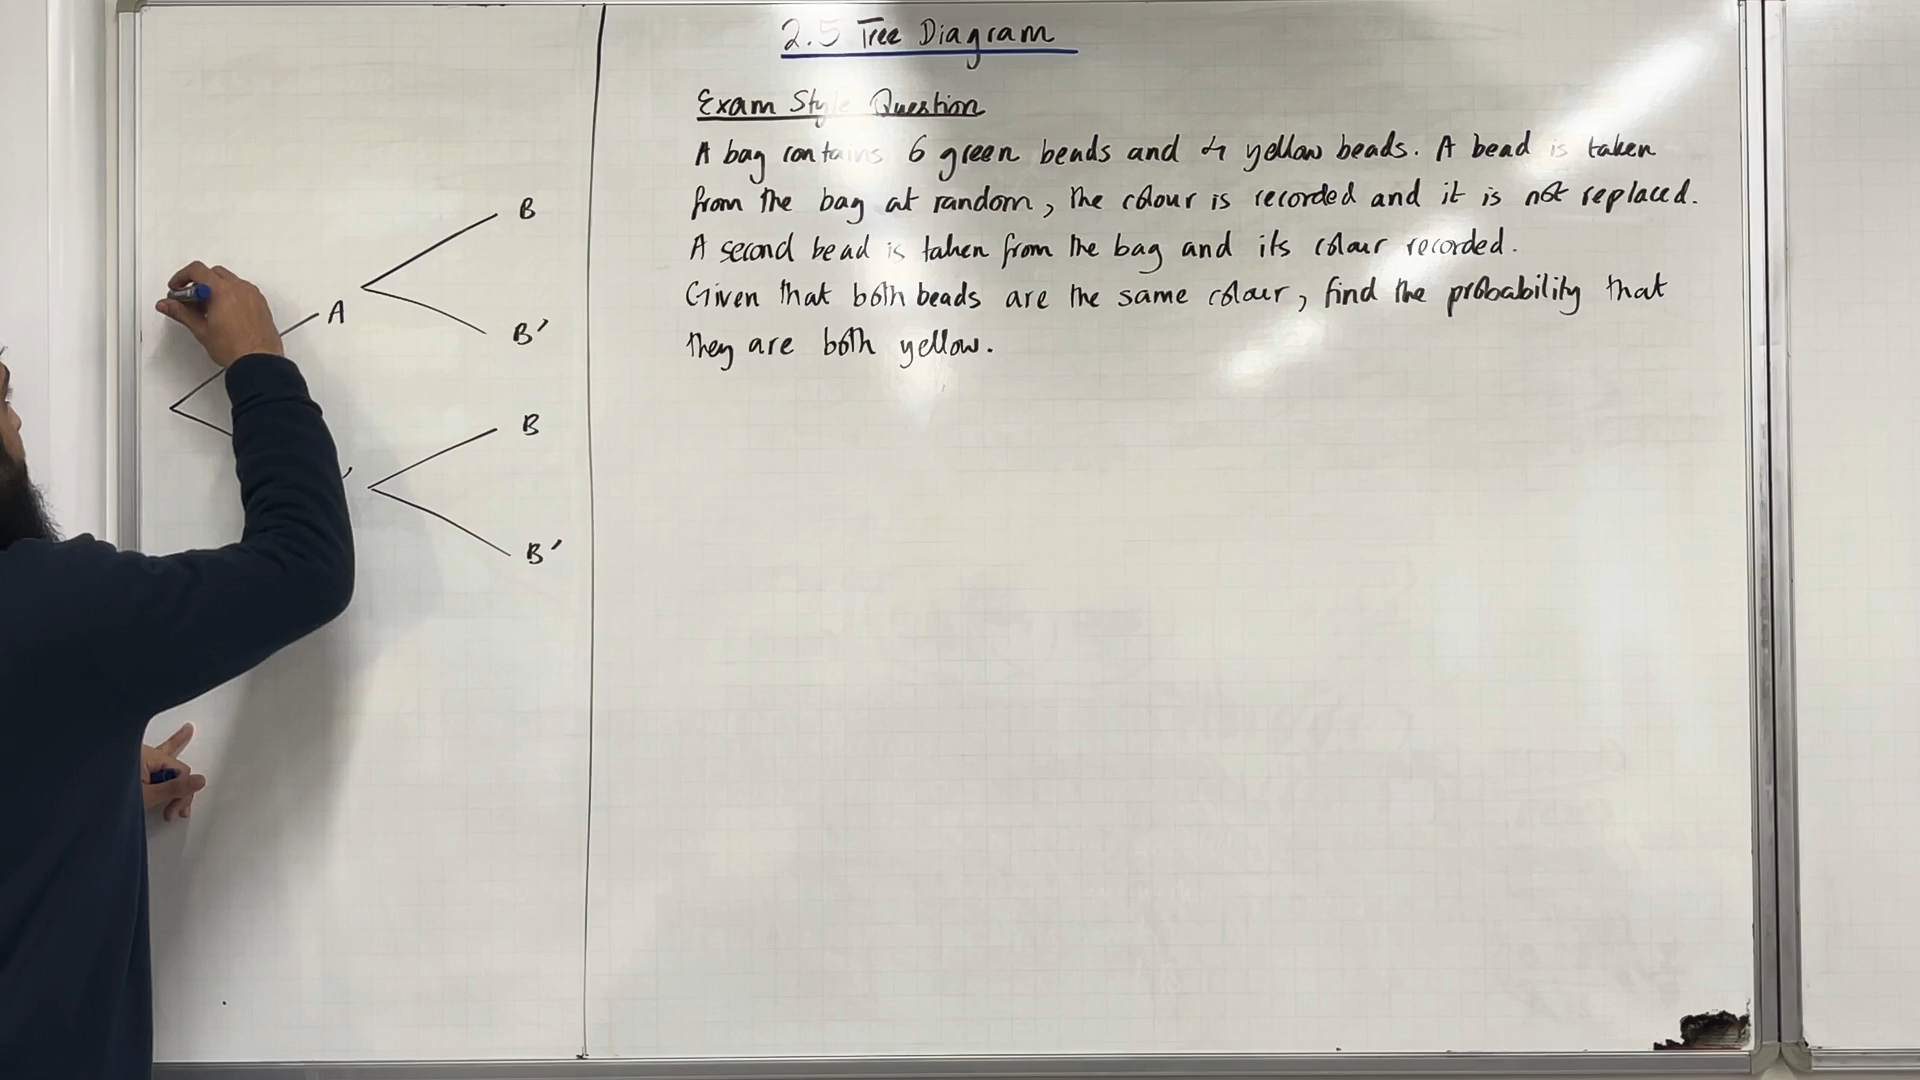 2.5 Tree Diagram
Exam Style Question
A bag contains 6 green beads and 4 yellow beads. A bead is taken
from the bag at random, the colour is recorded and it is not replaced.
A second bead is taken from the bag and its colour recorded.
Given that both beads are the same colour, find the probability that
they are both yellow.
B
A
B'
B
B'